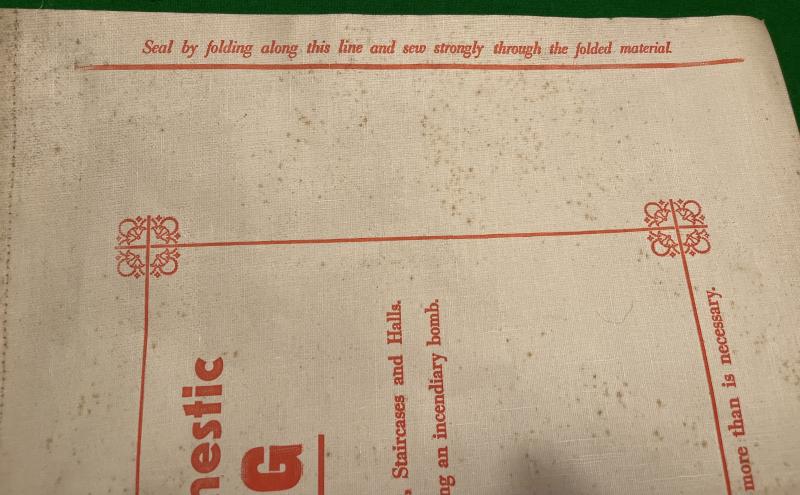 Seal by folding along this line and sew strongly through the folded material.
nestic
G
, Staircases and Halls.
ng an incendiary bomb.
more than is necessary.